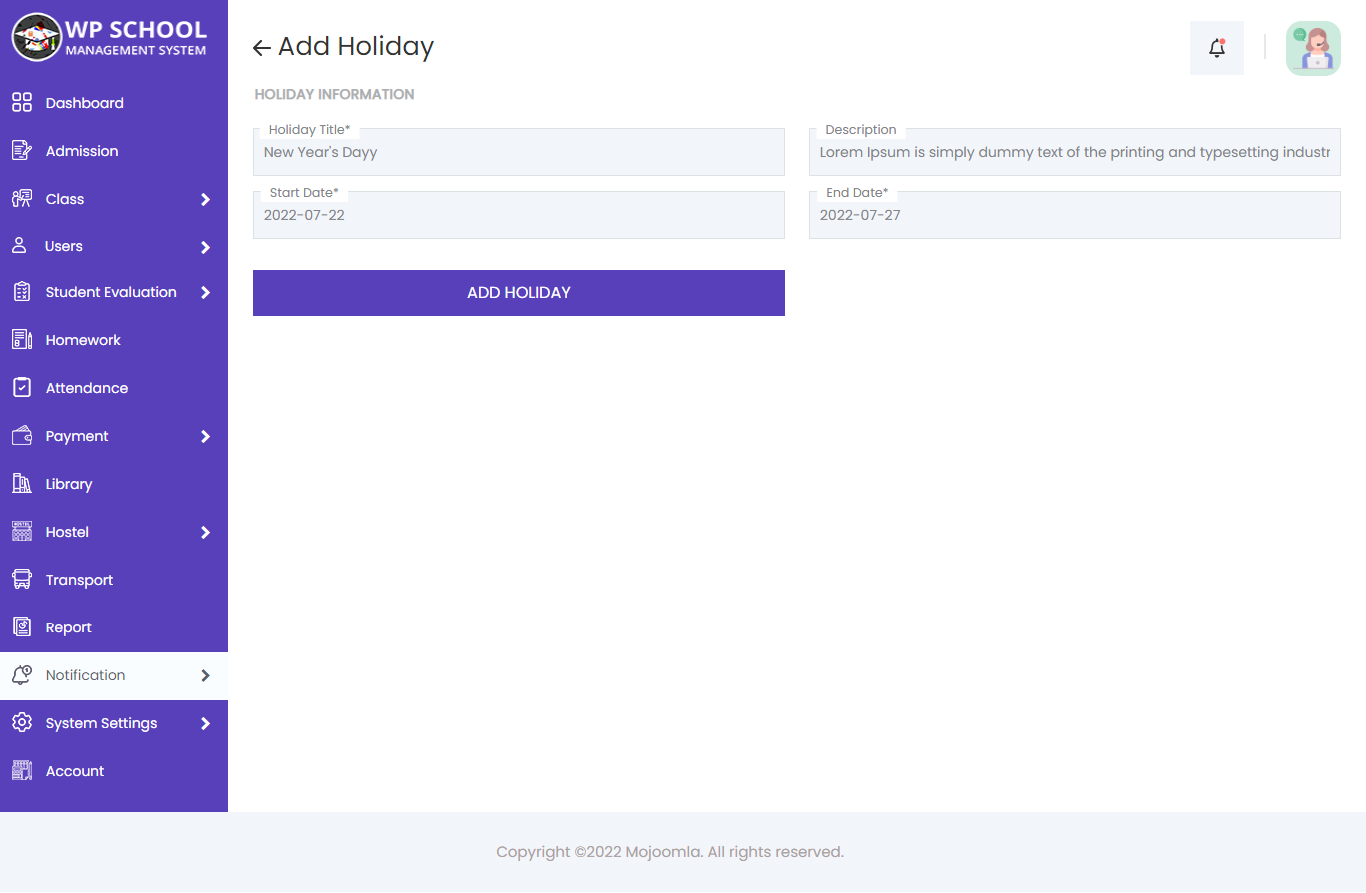 WP SCHOOL
MANAGEMENT SYSTEM
Dashboard
Admission
Class
Users
Student Evaluation
Homework
Attendance
Payment
Library
Hostel
Transport
Report
Notification
System Settings
Account
← Add Holiday
HOLIDAY INFORMATION
Holiday Title*
New Year's Dayy
Description
Lorem Ipsum is simply dummy text of the printing and typesetting industr
Start Date*
2022-07-22
End Date*
2022-07-27
ADD HOLIDAY
Copyright ©2022 Mojoomla. All rights reserved.